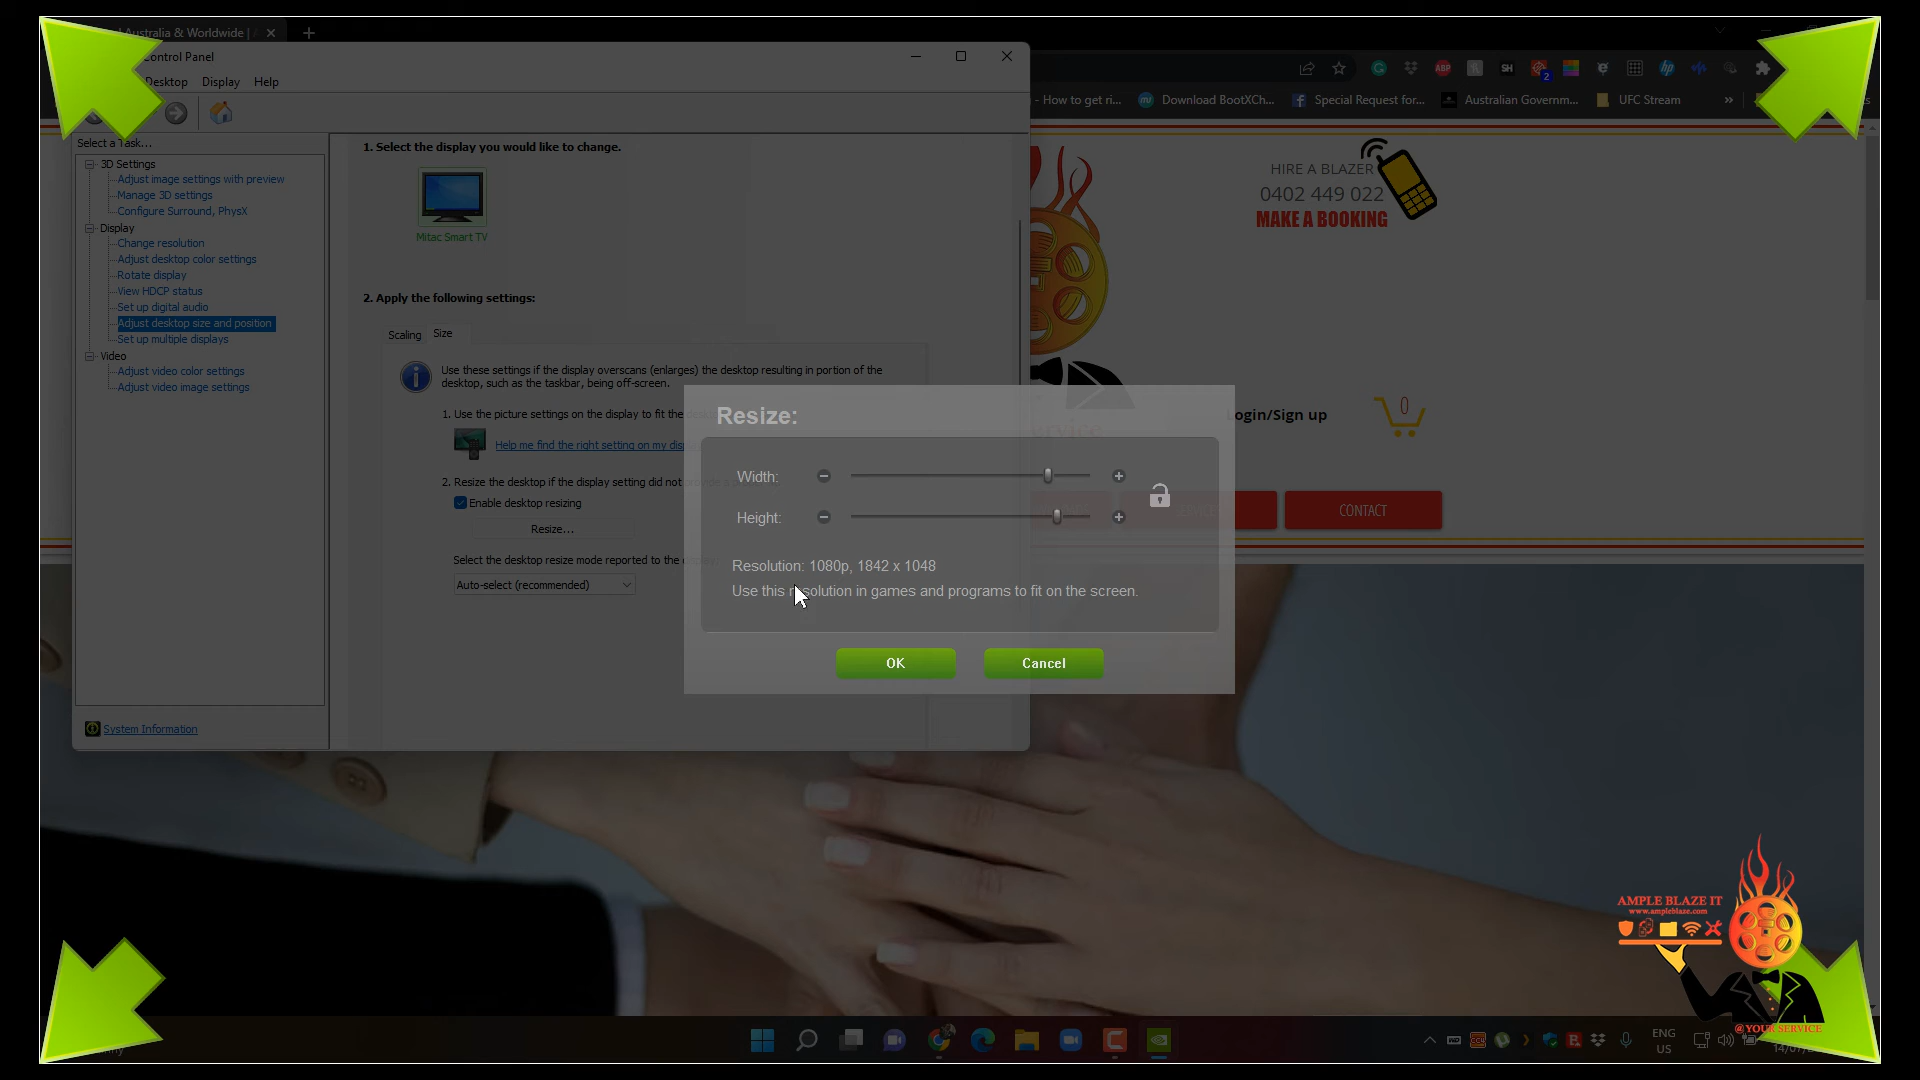 Australia & Worldwide |
Control Panel
Desktop Display Help
- How to get ri...
Download BootXCh...
Special Request for...
Australian Governm...
UFC Stream
»
Select a Task...
3D Settings
Adjust image settings with preview
Manage 3D settings
Configure Surround, PhysX
Display
Change resolution
Adjust desktop color settings
Rotate display
View HDCP status
Set up digital audio
Adjust desktop size and position
Set up multiple displays
Video
Adjust video color settings
Adjust video image settings
System Information
1. Select the display you would like to change.
Mitac Smart TV
2. Apply the following settings:
Scaling Size
Use these settings if the display overscans (enlarges) the desktop resulting in portion of the
desktop, such as the taskbar, being off-screen.
1. Use the picture settings on the display to fit the
Help me find the right setting on my
2. Resize the desktop if the display setting did not
Enable desktop resizing
Resize...
Select the desktop resize mode reported to the
Auto-select (recommended)
Resize:
Width:
Height:
Resolution: 1080p, 1842 x 1048
Use this resolution in games and programs to fit on the screen.
OK Cancel
HIRE A BLAZER
0402 449 022
MAKE A BOOKING
Login/Sign up
0
CONTACT
AMPLE BLAZE IT
www.ampleblaze.com
@ YOUR SERVICE
ENG
US